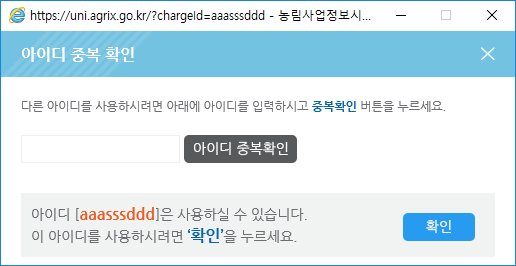 https://uni.agrix.go.kr/?chargeId=aaasssddd - 농림사업정보시...
아이디 중복 확인
다른 아이디를 사용하시려면 아래에 아이디를 입력하시고 중복확인 버튼을 누르세요.
아이디 중복확인
아이디 [aaasssddd]은 사용하실 수 있습니다.
이 아이디를 사용하시려면 ‘확인’을 누르세요.
확인